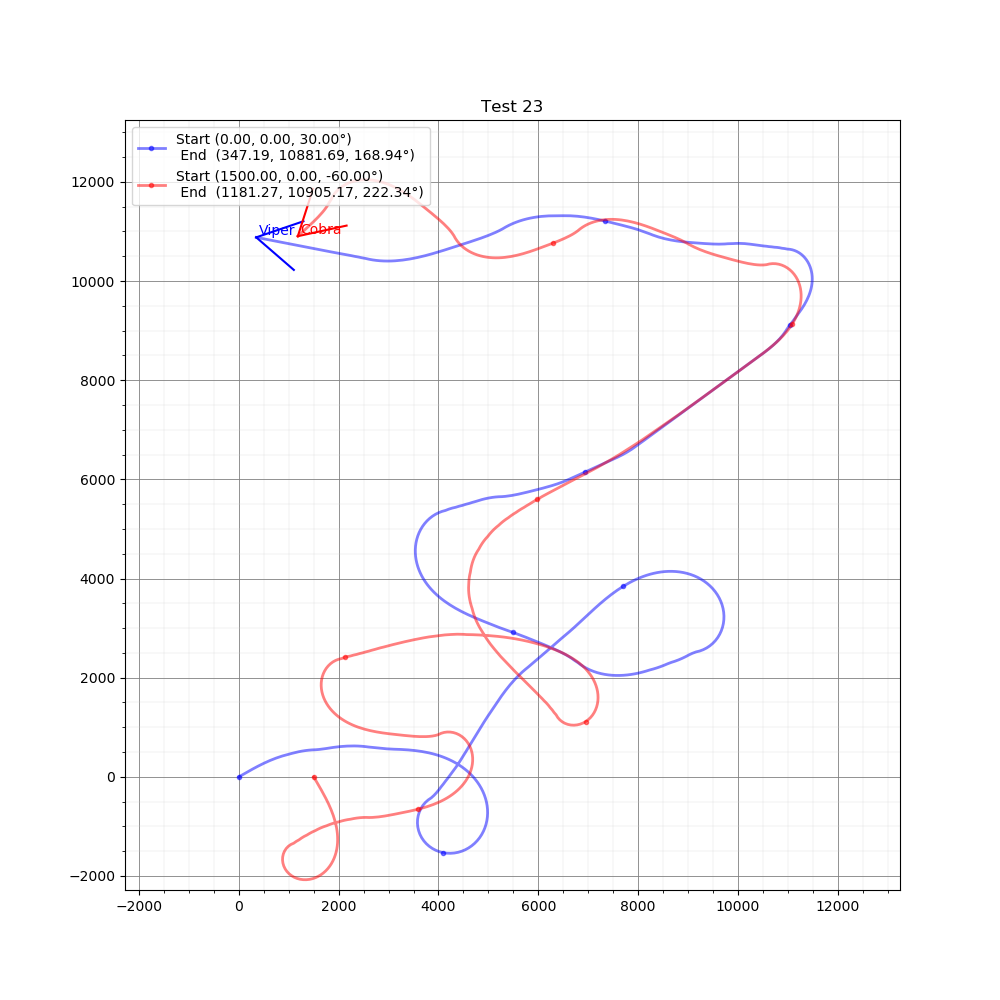 Test 23
Start (0.00, 0.00, 30.00°)
End (347.19, 10881.69, 168.94°)
Start (1500.00, 0.00, -60.00°)
End (1181.27, 10905.17, 222.34°)
Viper
Cobra
12000
10000
8000
6000
4000
2000
0
−2000
−2000 0 2000 4000 6000 8000 10000 12000